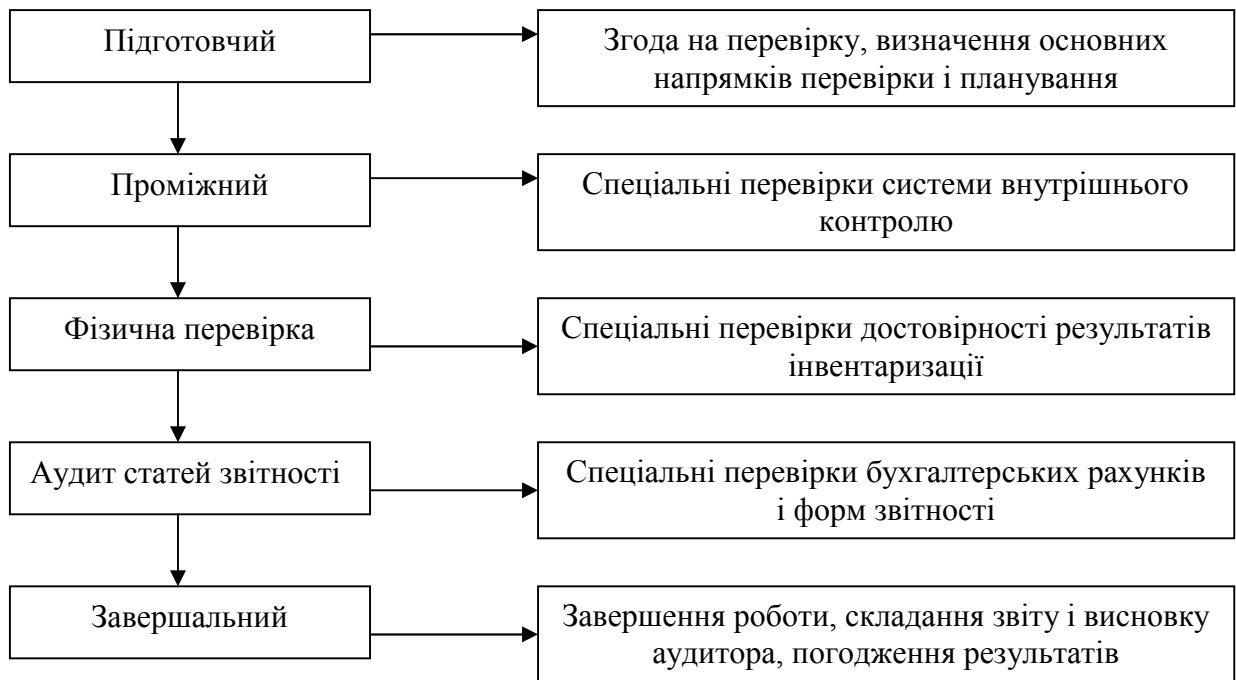 Підготовчий
Згода на перевірку, визначення основних
напрямків перевірки і планування
Проміжний
Спеціальні перевірки системи внутрішнього
контролю
Фізична перевірка
Спеціальні перевірки достовірності результатів
інвентаризації
Аудит статей звітності
Спеціальні перевірки бухгалтерських рахунків
і форм звітності
Завершальний
Завершення роботи, складання звіту і висновку
аудитора, погодження результатів